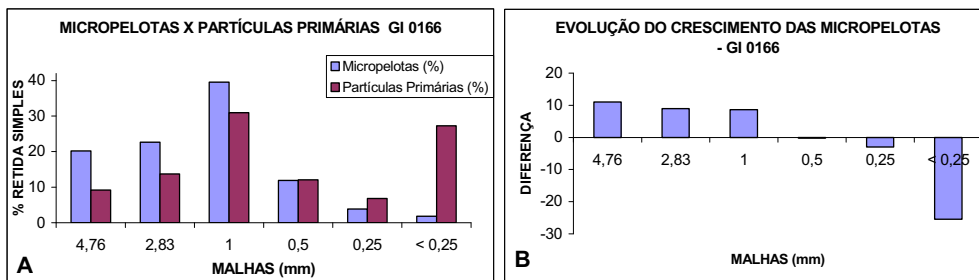 MICROPELOTAS X PARTÍCULAS PRIMÁRIAS GI 0166
Micropelotas (%)
Partículas Primárias (%)
% RETIDA SIMPLES
40
30
20
10
0
4,76 2,83 1 0,5 0,25 < 0,25
MALHAS (mm)
A
EVOLUÇÃO DO CRESCIMENTO DAS MICROPELOTAS
- GI 0166
DIFERENÇA
20
10
0
-10
-20
-30
4,76 2,83 1 0,5 0,25 < 0,25
MALHAS (mm)
B